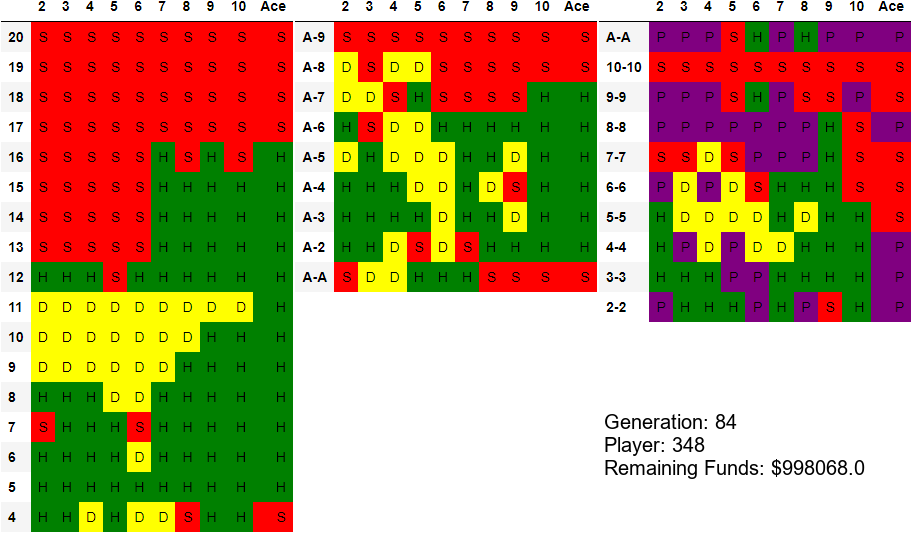 2 3 4 5 6 7 8 9 10 Ace
20 S S S S S S S S S S
19 S S S S S S S S S S
18 S S S S S S S S S S
17 S S S S S S S S S S
16 S S S S S H S H S H
15 S S S S S H H H H H
14 S S S S S H H H H H
13 S S S S S H H H H H
12 H H H S H H H H H H
11 D D D D D D D D D H
10 D D D D D D D H H H
9 D D D D D D H H H H
8 H H H D D H H H H H
7 S H H H S H H H H H
6 H H H H D H H H H H
5 H H H H H H H H H H
4 H H D H D D S H H S
2 3 4 5 6 7 8 9 10 Ace
A-9 S S S S S S S S S S
A-8 D S D D S S S S S S
A-7 D D S H S S S S H H
A-6 H S D D H H H H H H
A-5 D H D D D H H D H H
A-4 H H H D D H D S H H
A-3 H H H H D H H D H H
A-2 H H D S D S H H H H
A-A S D D H H H S S S S
2 3 4 5 6 7 8 9 10 Ace
A-A P P P S H P H P P P
10-10 S S S S S S S S S S
9-9 P P P S H P S S P S
8-8 P P P P P P P H S P
7-7 S S D S P P P H S S
6-6 P D P D S H H H S S
5-5 H D D D D H D H H S
4-4 H P D P D D H H H P
3-3 H H H P P H H H H P
2-2 P H H H P H P S H P
Generation: 84
Player: 348
Remaining Funds: $998068.0